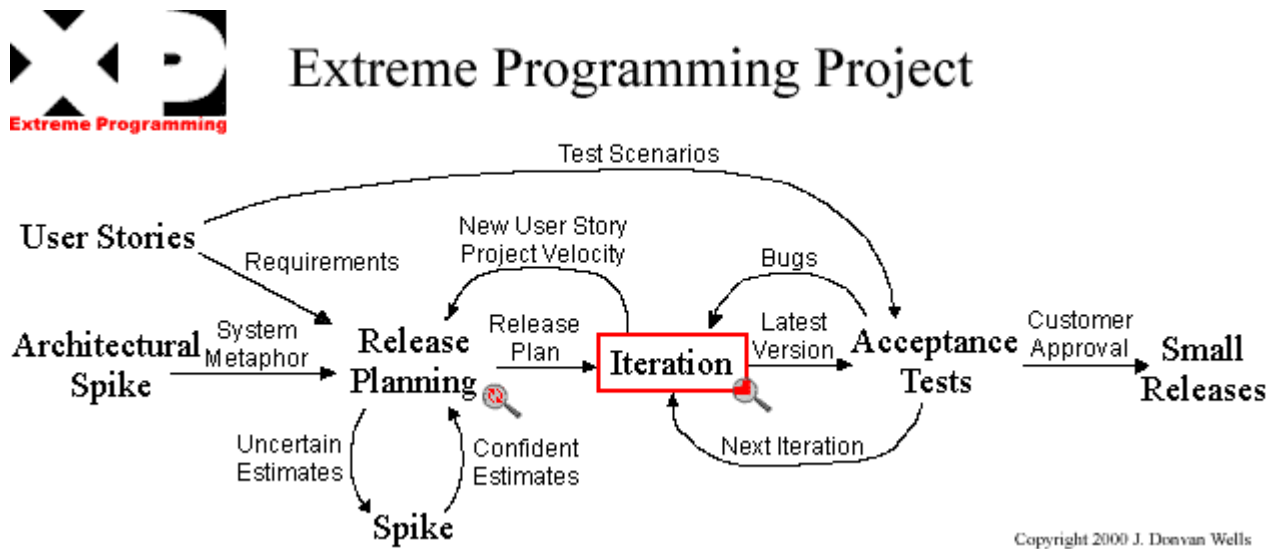 XP
Extreme Programming
Extreme Programming Project
Test Scenarios
User Stories
Requirements
New User Story
Project Velocity
Bugs
Architectural
Spike
System
Metaphor
Release
Planning
Release
Plan
Iteration
Latest
Version
Acceptance
Tests
Customer
Approval
Small
Releases
Uncertain
Estimates
Confident
Estimates
Next Iteration
Spike
Copyright 2000 J. Donvan Wells